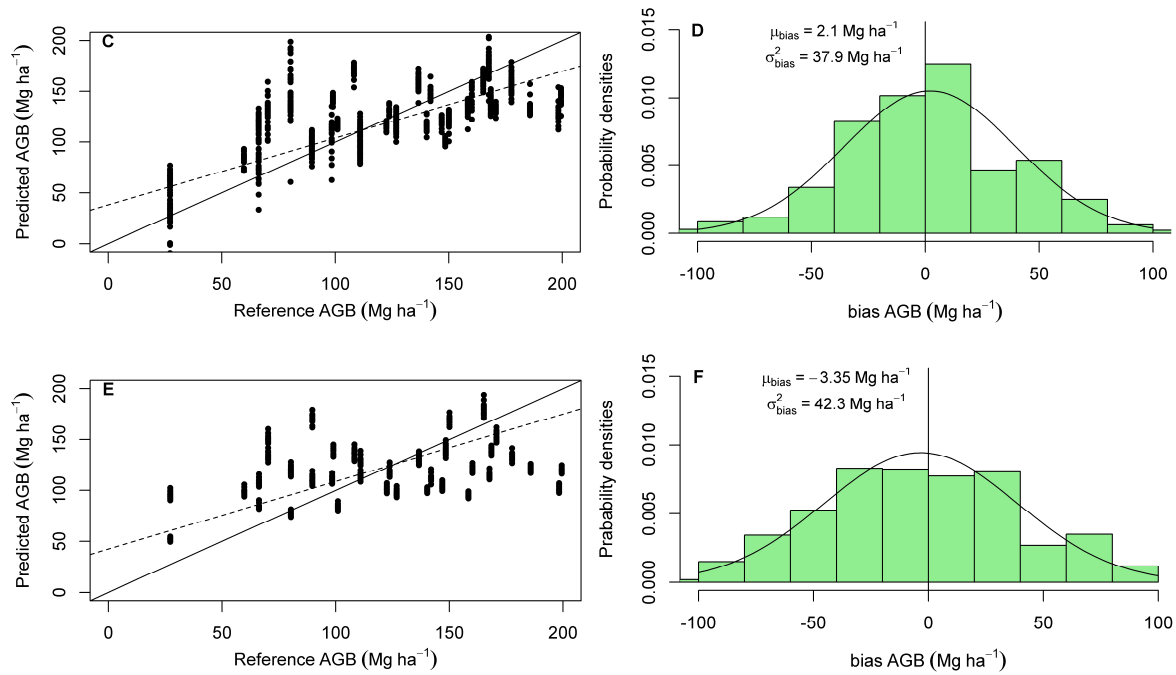 C
Predicted AGB (Mg ha⁻¹)
200
150
100
50
0
0 50 100 150 200
Reference AGB (Mg ha⁻¹)
D
μbias = 2.1 Mg ha⁻¹
σ²bias = 37.9 Mg ha⁻¹
Probability densities
0.015
0.010
0.005
0.000
-100 -50 0 50 100
bias AGB (Mg ha⁻¹)
E
Predicted AGB (Mg ha⁻¹)
200
150
100
50
0
0 50 100 150 200
Reference AGB (Mg ha⁻¹)
F
μbias = −3.35 Mg ha⁻¹
σ²bias = 42.3 Mg ha⁻¹
Prabability densities
0.015
0.010
0.005
0.000
-100 -50 0 50 100
bias AGB (Mg ha⁻¹)